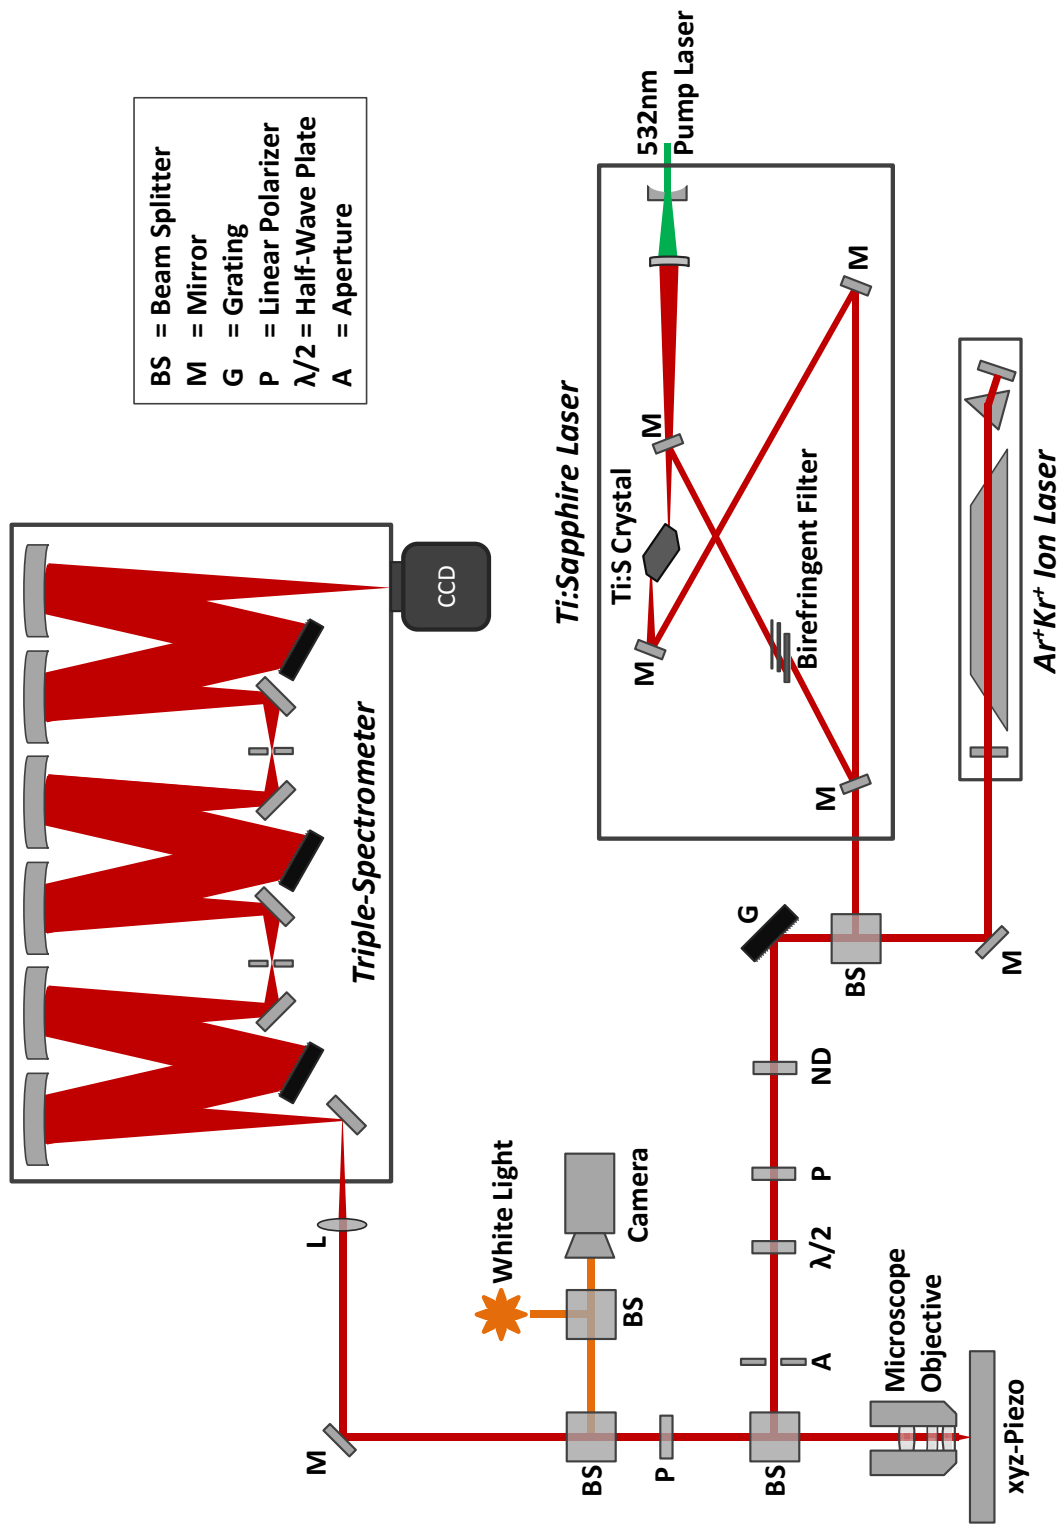 BS = Beam Splitter
M = Mirror
G = Grating
P = Linear Polarizer
λ/2 = Half-Wave Plate
A = Aperture
Triple-Spectrometer
CCD
L
M
White Light
Camera
BS
BS
P
BS
A
λ/2
P
ND
G
BS
M
Microscope
Objective
xyz-Piezo
Ti:Sapphire Laser
532nm
Pump Laser
M
Ti:S Crystal
M
Birefringent Filter
M
M
Ar⁺Kr⁺ Ion Laser